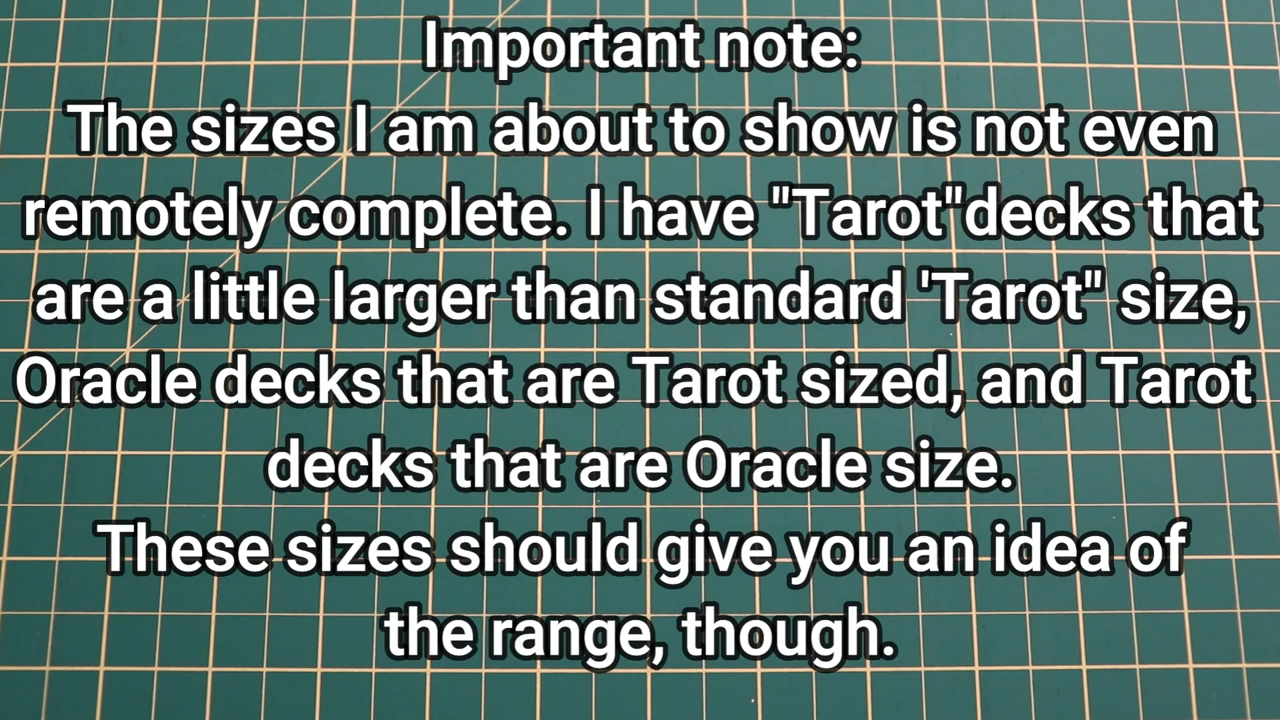 Important note:
The sizes I am about to show is not even
remotely complete. I have "Tarot"decks that
are a little larger than standard 'Tarot" size,
Oracle decks that are Tarot sized, and Tarot
decks that are Oracle size.
These sizes should give you an idea of
the range, though.